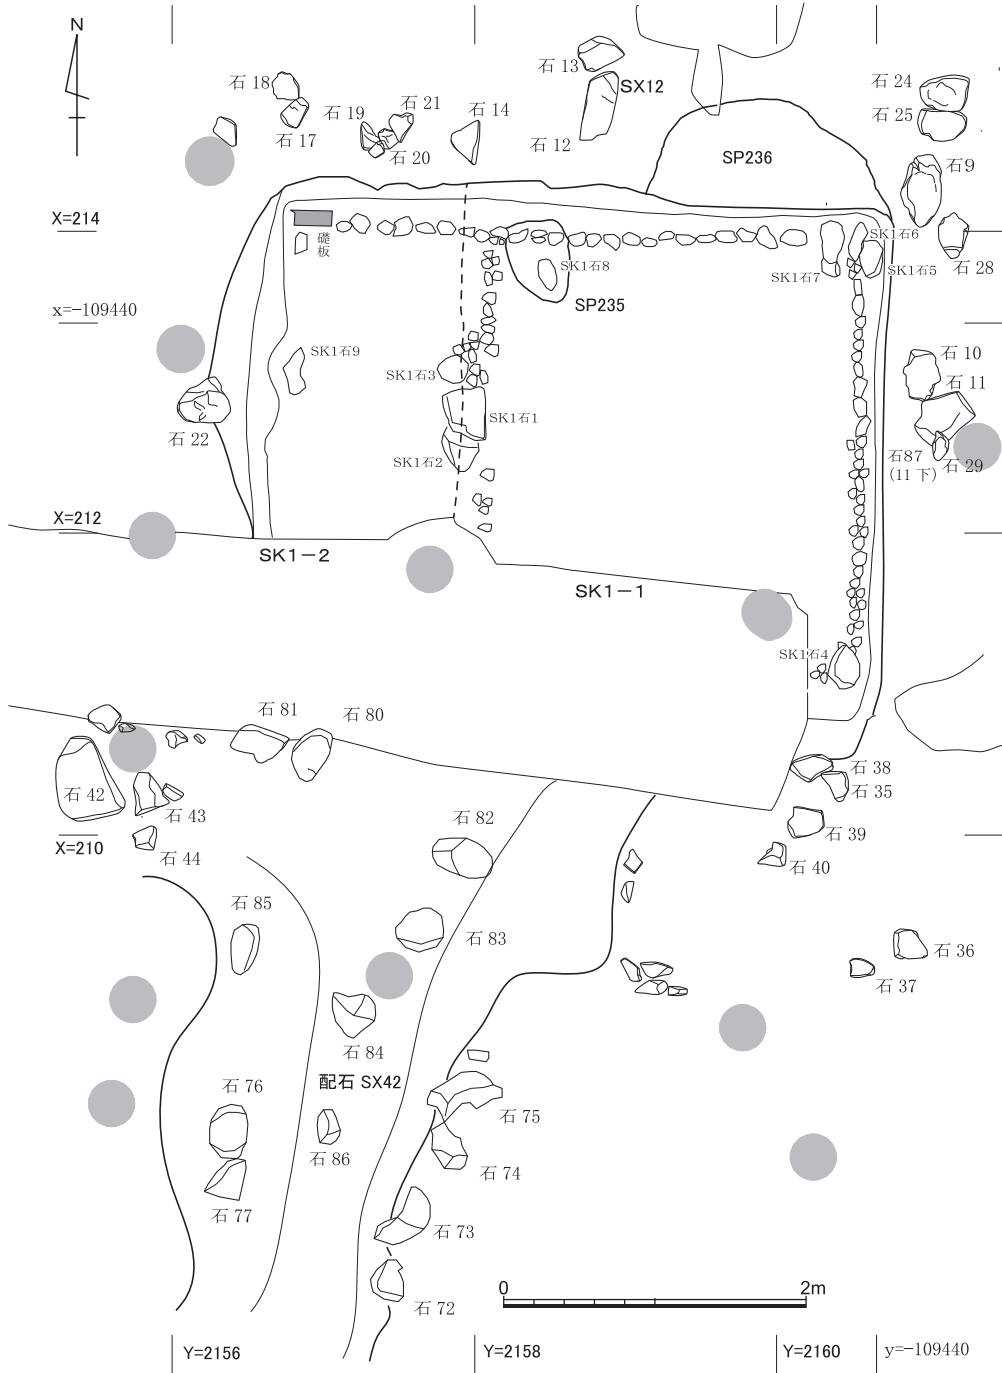 N
石 13
石 18
石 21
石 14
SX12
石 24
石 19
石 25
石 17
石 12
石 20
SP236
石9
X=214
礎板
SK1石6
SK1石8
SK1石7
SK1石5
石 28
SP235
x=-109440
SK1石9
石 10
SK1石3
石 11
SK1石1
石 22
石87
(11 下)
石 29
SK1石2
X=212
SK1-2
SK1-1
SK1石4
石 81
石 80
石 38
石 42
石 35
石 43
石 82
石 39
X=210
石 44
石 40
石 85
石 83
石 36
石 37
石 84
配石 SX42
石 76
石 75
石 86
石 74
石 77
石 73
0 2m
石 72
Y=2156
Y=2158
Y=2160
y=-109440